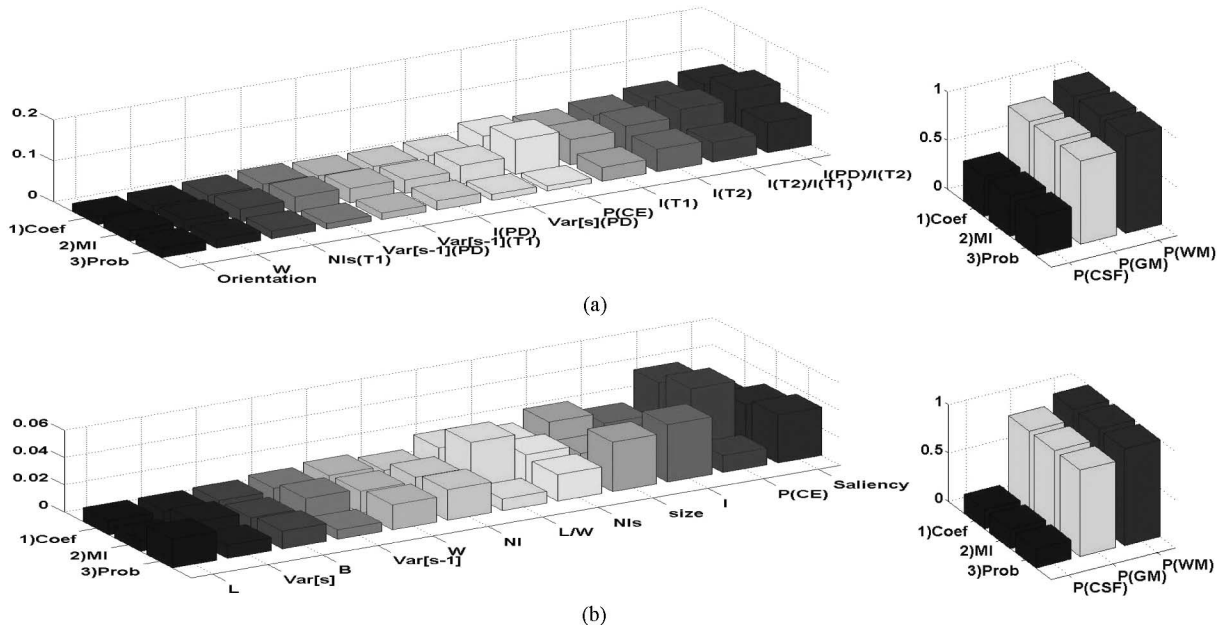 0.2
0.1
0
1)Coef
2)MI
3)Prob
Orientation
W
NIs(T1)
Var[s-1](PD)
Var[s-1](T1)
I(PD)
Var[s](PD)
P(CE)
I(T1)
I(T2)
I(T2)/I(T1)
I(PD)/I(T2)
1
0.5
0
1)Coef
2)MI
3)Prob
P(CSF)
P(GM)
P(WM)
(a)
0.06
0.04
0.02
0
1)Coef
2)MI
3)Prob
L
Var[s]
B
Var[s-1]
W
NI
L/W
NIs
size
I
P(CE)
Saliency
1
0.5
0
1)Coef
2)MI
3)Prob
P(CSF)
P(GM)
P(WM)
(b)